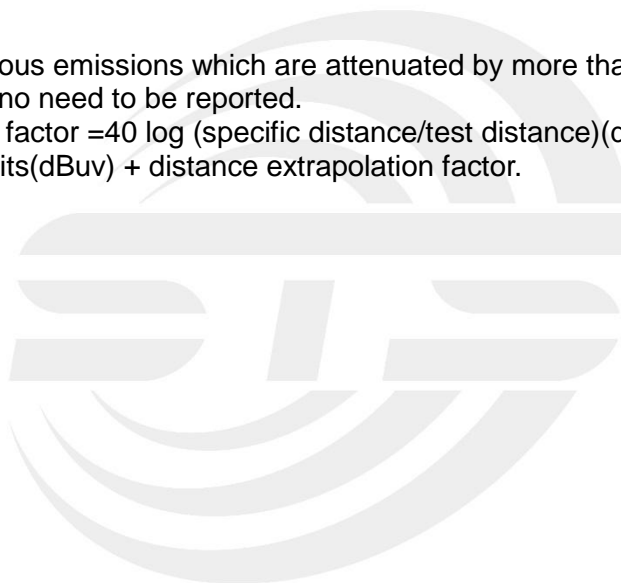 ous emissions which are attenuated by more tha
no need to be reported.
factor =40 log (specific distance/test distance)(
its(dBuv) + distance extrapolation factor.
STS